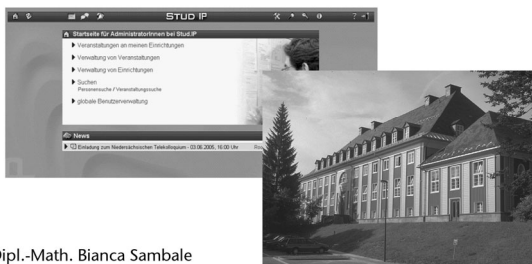 STUD IP
Startseite für AdministratorInnen bei Stud.IP
Veranstaltungen an meinen Einrichtungen
Verwaltung von Veranstaltungen
Verwaltung von Einrichtungen
Suchen
Personensuche / Veranstaltungssuche
globale Benutzerverwaltung
News
Einladung zum Niedersächsischen Telekolloquium - 03.06.2005, 16:00 Uhr
Dipl.-Math. Bianca Sambale